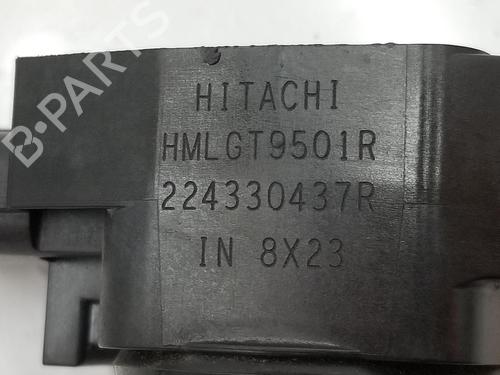 B-PARTS
HITACHI
HMLGT9501R
224330437R
IN 8X23